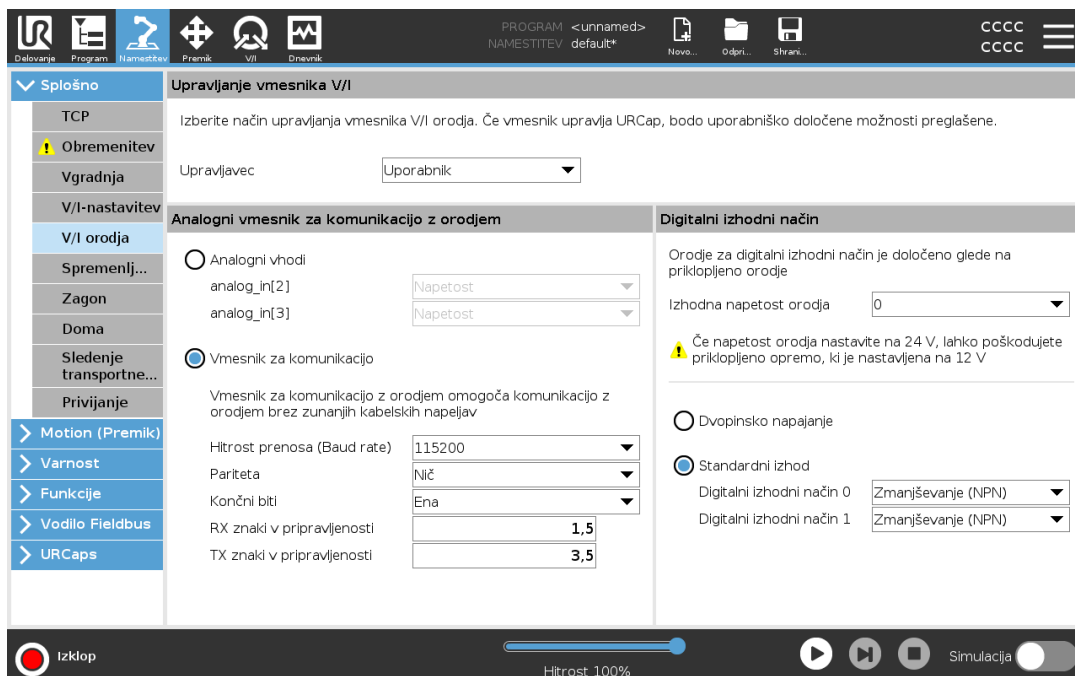 PROGRAM <unnamed>
NAMESTITEV default*
CCCC
CCCC
Delovanje Program Namestitev Premik V/I Dnevnik Novo... Odpri... Shrani...
Splošno
TCP
Obremenitev
Vgradnja
V/I-nastavitev
V/I orodja
Spremenlj...
Zagon
Doma
Sledenje
transportne...
Privijanje
Motion (Premik)
Varnost
Funkcije
Vodilo Fieldbus
URCaps
Upravljanje vmesnika V/I
Izberite način upravljanja vmesnika V/I orodja. Če vmesnik upravlja URCap, bodo uporabniško določene možnosti preglašene.
Upravljavec Uporabnik
Analogni vmesnik za komunikacijo z orodjem
Analogni vhodi
analog_in[2] Napetost
analog_in[3] Napetost
Vmesnik za komunikacijo
Vmesnik za komunikacijo z orodjem omogoča komunikacijo z
orodjem brez zunanjih kabelskih napeljav
Hitrost prenosa (Baud rate) 115200
Pariteta Nič
Končni biti Ena
RX znaki v pripravljenosti 1,5
TX znaki v pripravljenosti 3,5
Digitalni izhodni način
Orodje za digitalni izhodni način je določeno glede na
priklopljeno orodje
Izhodna napetost orodja 0
Če napetost orodja nastavite na 24 V, lahko poškodujete
priklopljeno opremo, ki je nastavljena na 12 V
Dvopinsko napajanje
Standardni izhod
Digitalni izhodni način 0 Zmanjševanje (NPN)
Digitalni izhodni način 1 Zmanjševanje (NPN)
Izklop
Hitrost 100%
Simulacija